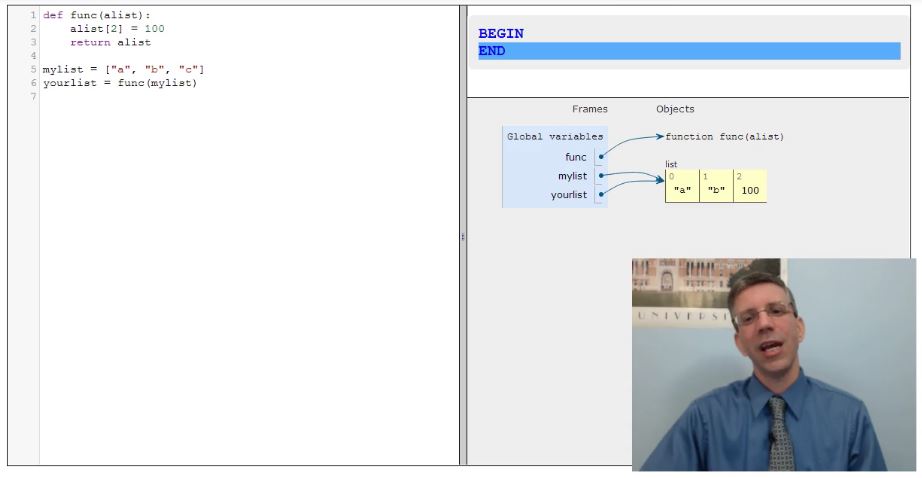 1 def func(alist):
2     alist[2] = 100
3     return alist
4
5 mylist = ["a", "b", "c"]
6 yourlist = func(mylist)
7
BEGIN
END
Frames Objects
Global variables
func
mylist
yourlist
function func(alist)
list
0 1 2
"a" "b" 100
UNIVERSI